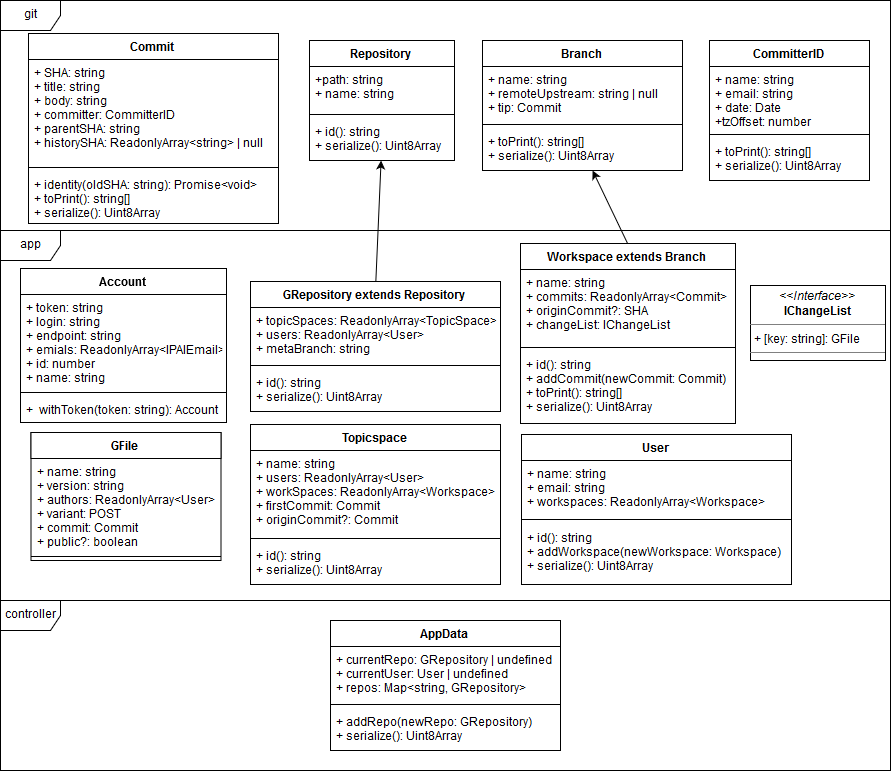 git
Commit
+ SHA: string
+ title: string
+ body: string
+ committer: CommitterID
+ parentSHA: string
+ historySHA: ReadonlyArray<string> | null
+ identity(oldSHA: string): Promise<void>
+ toPrint(): string[]
+ serialize(): Uint8Array
Repository
+path: string
+ name: string
+ id(): string
+ serialize(): Uint8Array
Branch
+ name: string
+ remoteUpstream: string | null
+ tip: Commit
+ toPrint(): string[]
+ serialize(): Uint8Array
CommitterID
+ name: string
+ email: string
+ date: Date
+tzOffset: number
+ toPrint(): string[]
+ serialize(): Uint8Array
app
Account
+ token: string
+ login: string
+ endpoint: string
+ emials: ReadonlyArray<IPAIEmail>
+ id: number
+ name: string
+ withToken(token: string): Account
GRepository extends Repository
+ topicSpaces: ReadonlyArray<TopicSpace>
+ users: ReadonlyArray<User>
+ metaBranch: string
+ id(): string
+ serialize(): Uint8Array
Workspace extends Branch
+ name: string
+ commits: ReadonlyArray<Commit>
+ originCommit?: SHA
+ changeList: IChangeList
+ id(): string
+ addCommit(newCommit: Commit)
+ toPrint(): string[]
+ serialize(): Uint8Array
<<Interface>>
IChangeList
+ [key: string]: GFile
GFile
+ name: string
+ version: string
+ authors: ReadonlyArray<User>
+ variant: POST
+ commit: Commit
+ public?: boolean
Topicspace
+ name: string
+ users: ReadonlyArray<User>
+ workSpaces: ReadonlyArray<Workspace>
+ firstCommit: Commit
+ originCommit?: Commit
+ id(): string
+ serialize(): Uint8Array
User
+ name: string
+ email: string
+ workspaces: ReadonlyArray<Workspace>
+ id(): string
+ addWorkspace(newWorkspace: Workspace)
+ serialize(): Uint8Array
controller
AppData
+ currentRepo: GRepository | undefined
+ currentUser: User | undefined
+ repos: Map<string, GRepository>
+ addRepo(newRepo: GRepository)
+ serialize(): Uint8Array